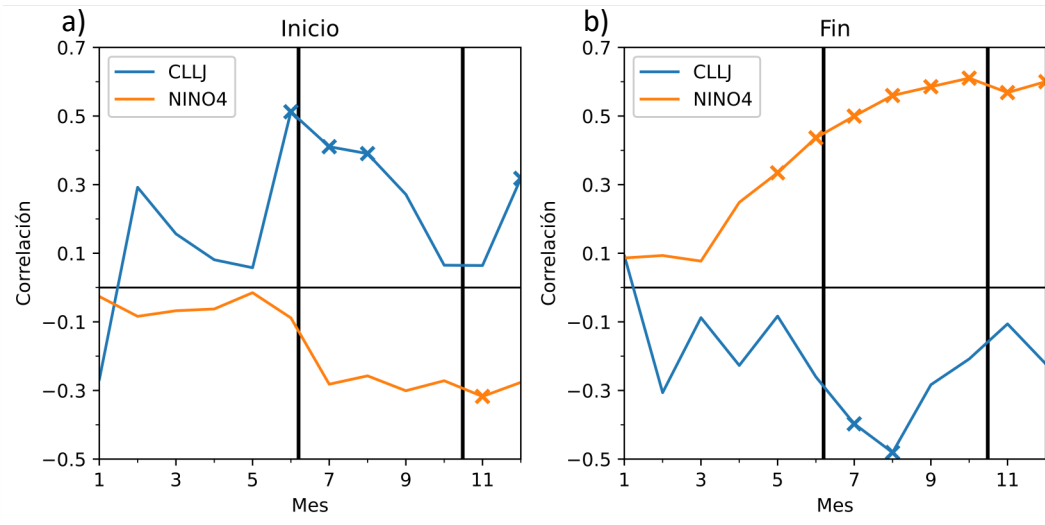 a)
Inicio
CLLJ
NINO4
0.7
0.5
0.3
0.1
−0.1
−0.3
−0.5
Correlación
1
3
5
7
9
11
Mes
b)
Fin
CLLJ
NINO4
0.7
0.5
0.3
0.1
−0.1
−0.3
−0.5
Correlación
1
3
5
7
9
11
Mes